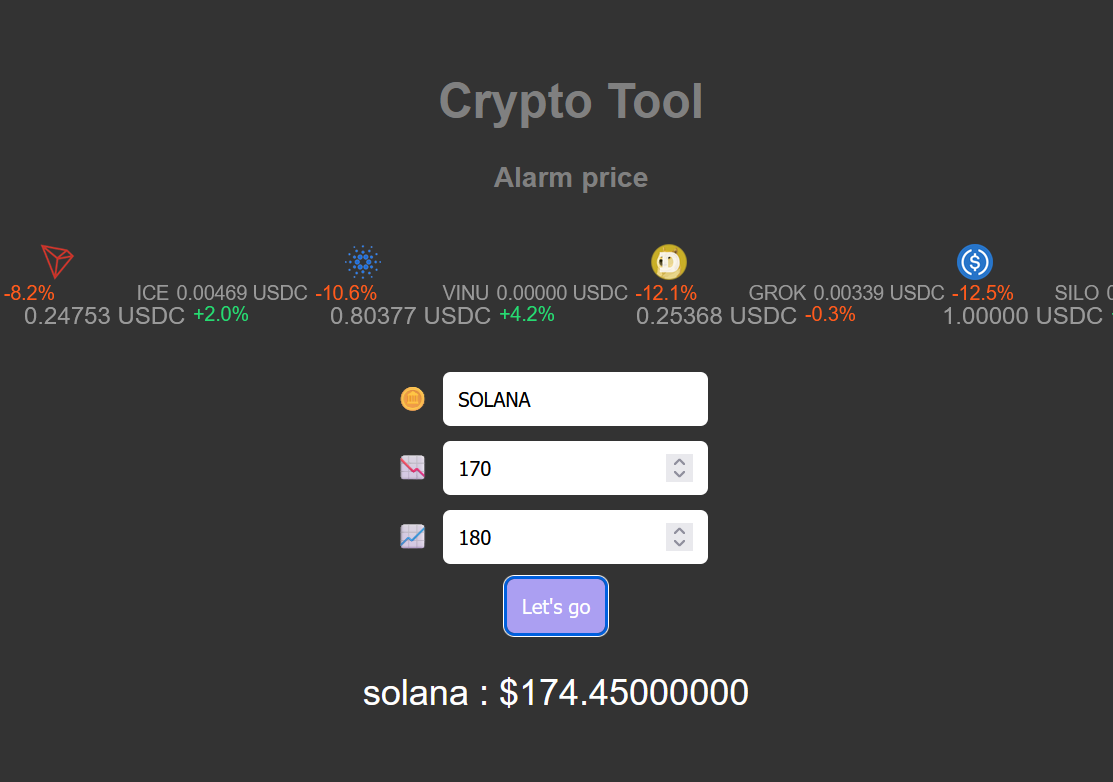 Crypto Tool
Alarm price
-8.2% ICE 0.00469 USDC -10.6% VINU 0.00000 USDC -12.1% GROK 0.00339 USDC -12.5% SILO
0.24753 USDC +2.0% 0.80377 USDC +4.2% 0.25368 USDC -0.3% 1.00000 USDC
SOLANA
170
180
Let's go
solana : $174.45000000